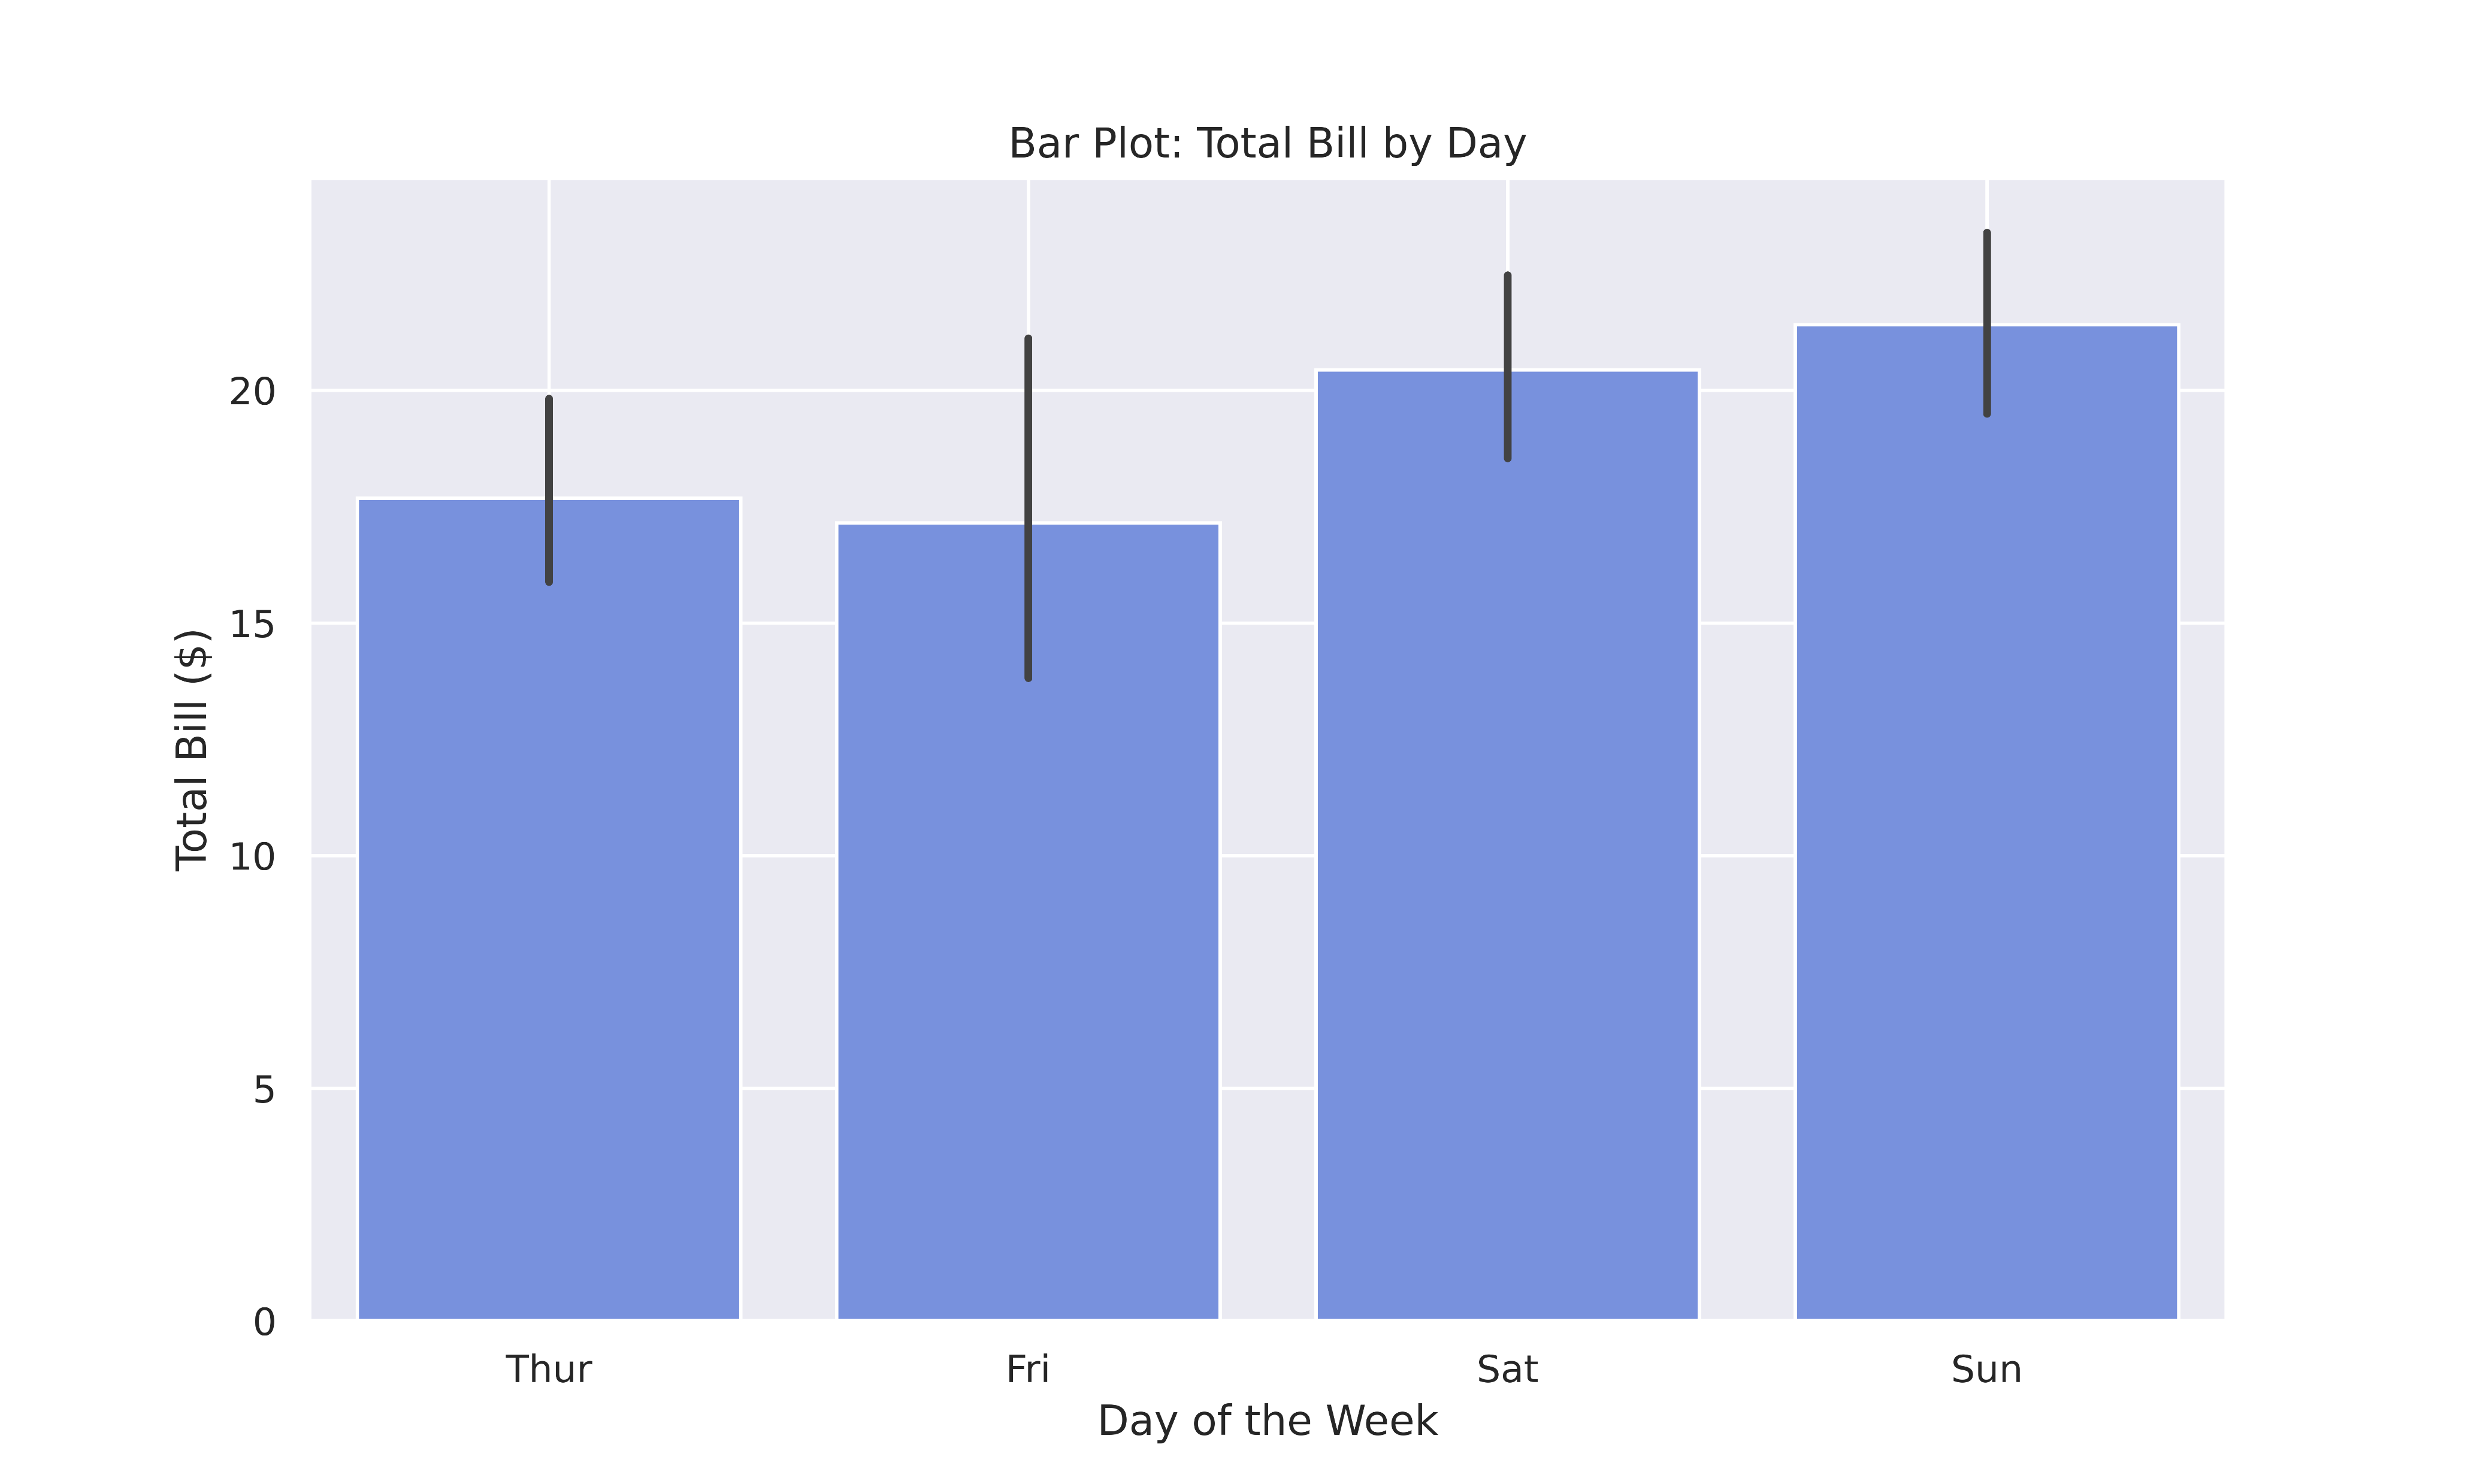 Bar Plot: Total Bill by Day
Total Bill ($)
20
15
10
5
0
Thur Fri Sat Sun
Day of the Week